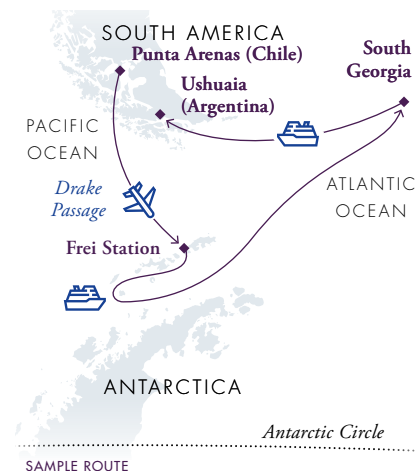 SOUTH AMERICA
Punta Arenas (Chile)
South
Georgia
Ushuaia
(Argentina)
PACIFIC
OCEAN
Drake
Passage
ATLANTIC
OCEAN
Frei Station
ANTARCTICA
Antarctic Circle
SAMPLE ROUTE